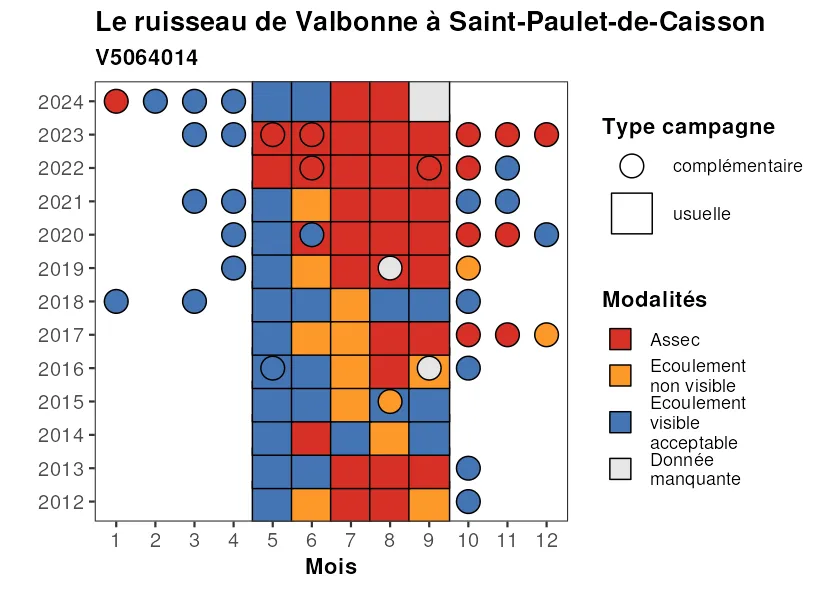 Le ruisseau de Valbonne à Saint-Paulet-de-Caisson
V5064014
2024
2023
2022
2021
2020
2019
2018
2017
2016
2015
2014
2013
2012
1 2 3 4 5 6 7 8 9 10 11 12
Mois
Type campagne
complémentaire
usuelle
Modalités
Assec
Ecoulement
non visible
Ecoulement
visible
acceptable
Donnée
manquante